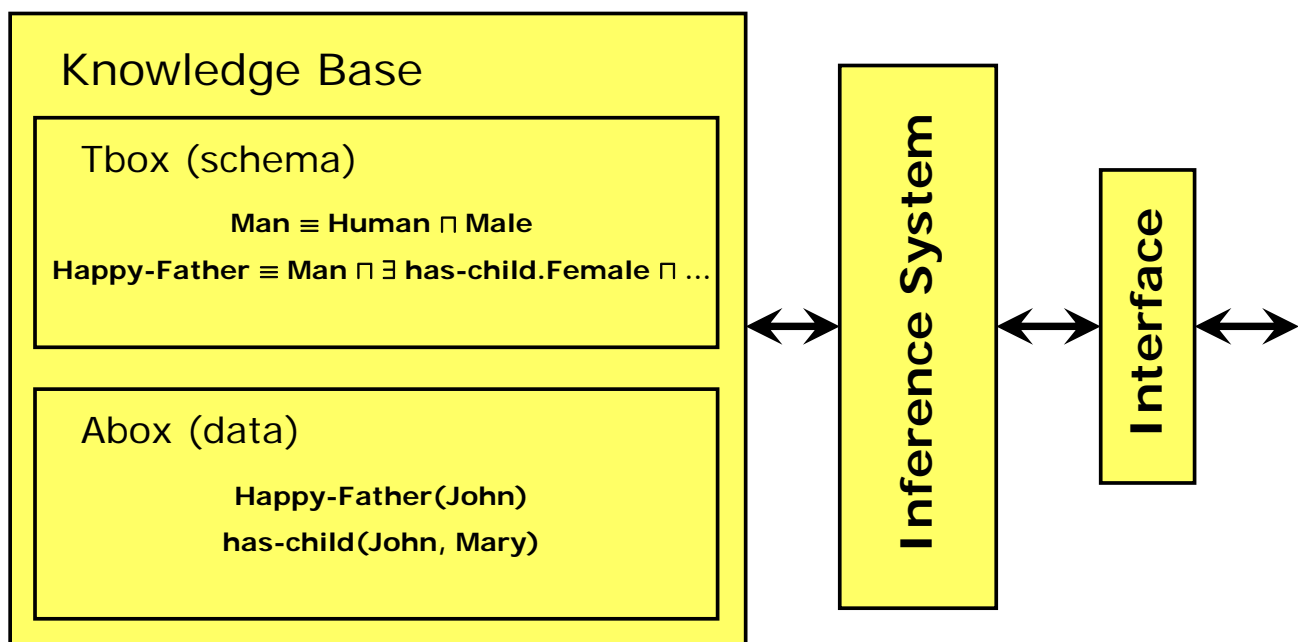 Knowledge Base
Tbox (schema)
Man ≡ Human ⊓ Male
Happy-Father ≡ Man ⊓ ∃ has-child.Female ⊓ ...
Abox (data)
Happy-Father(John)
has-child(John, Mary)
Inference System
Interface